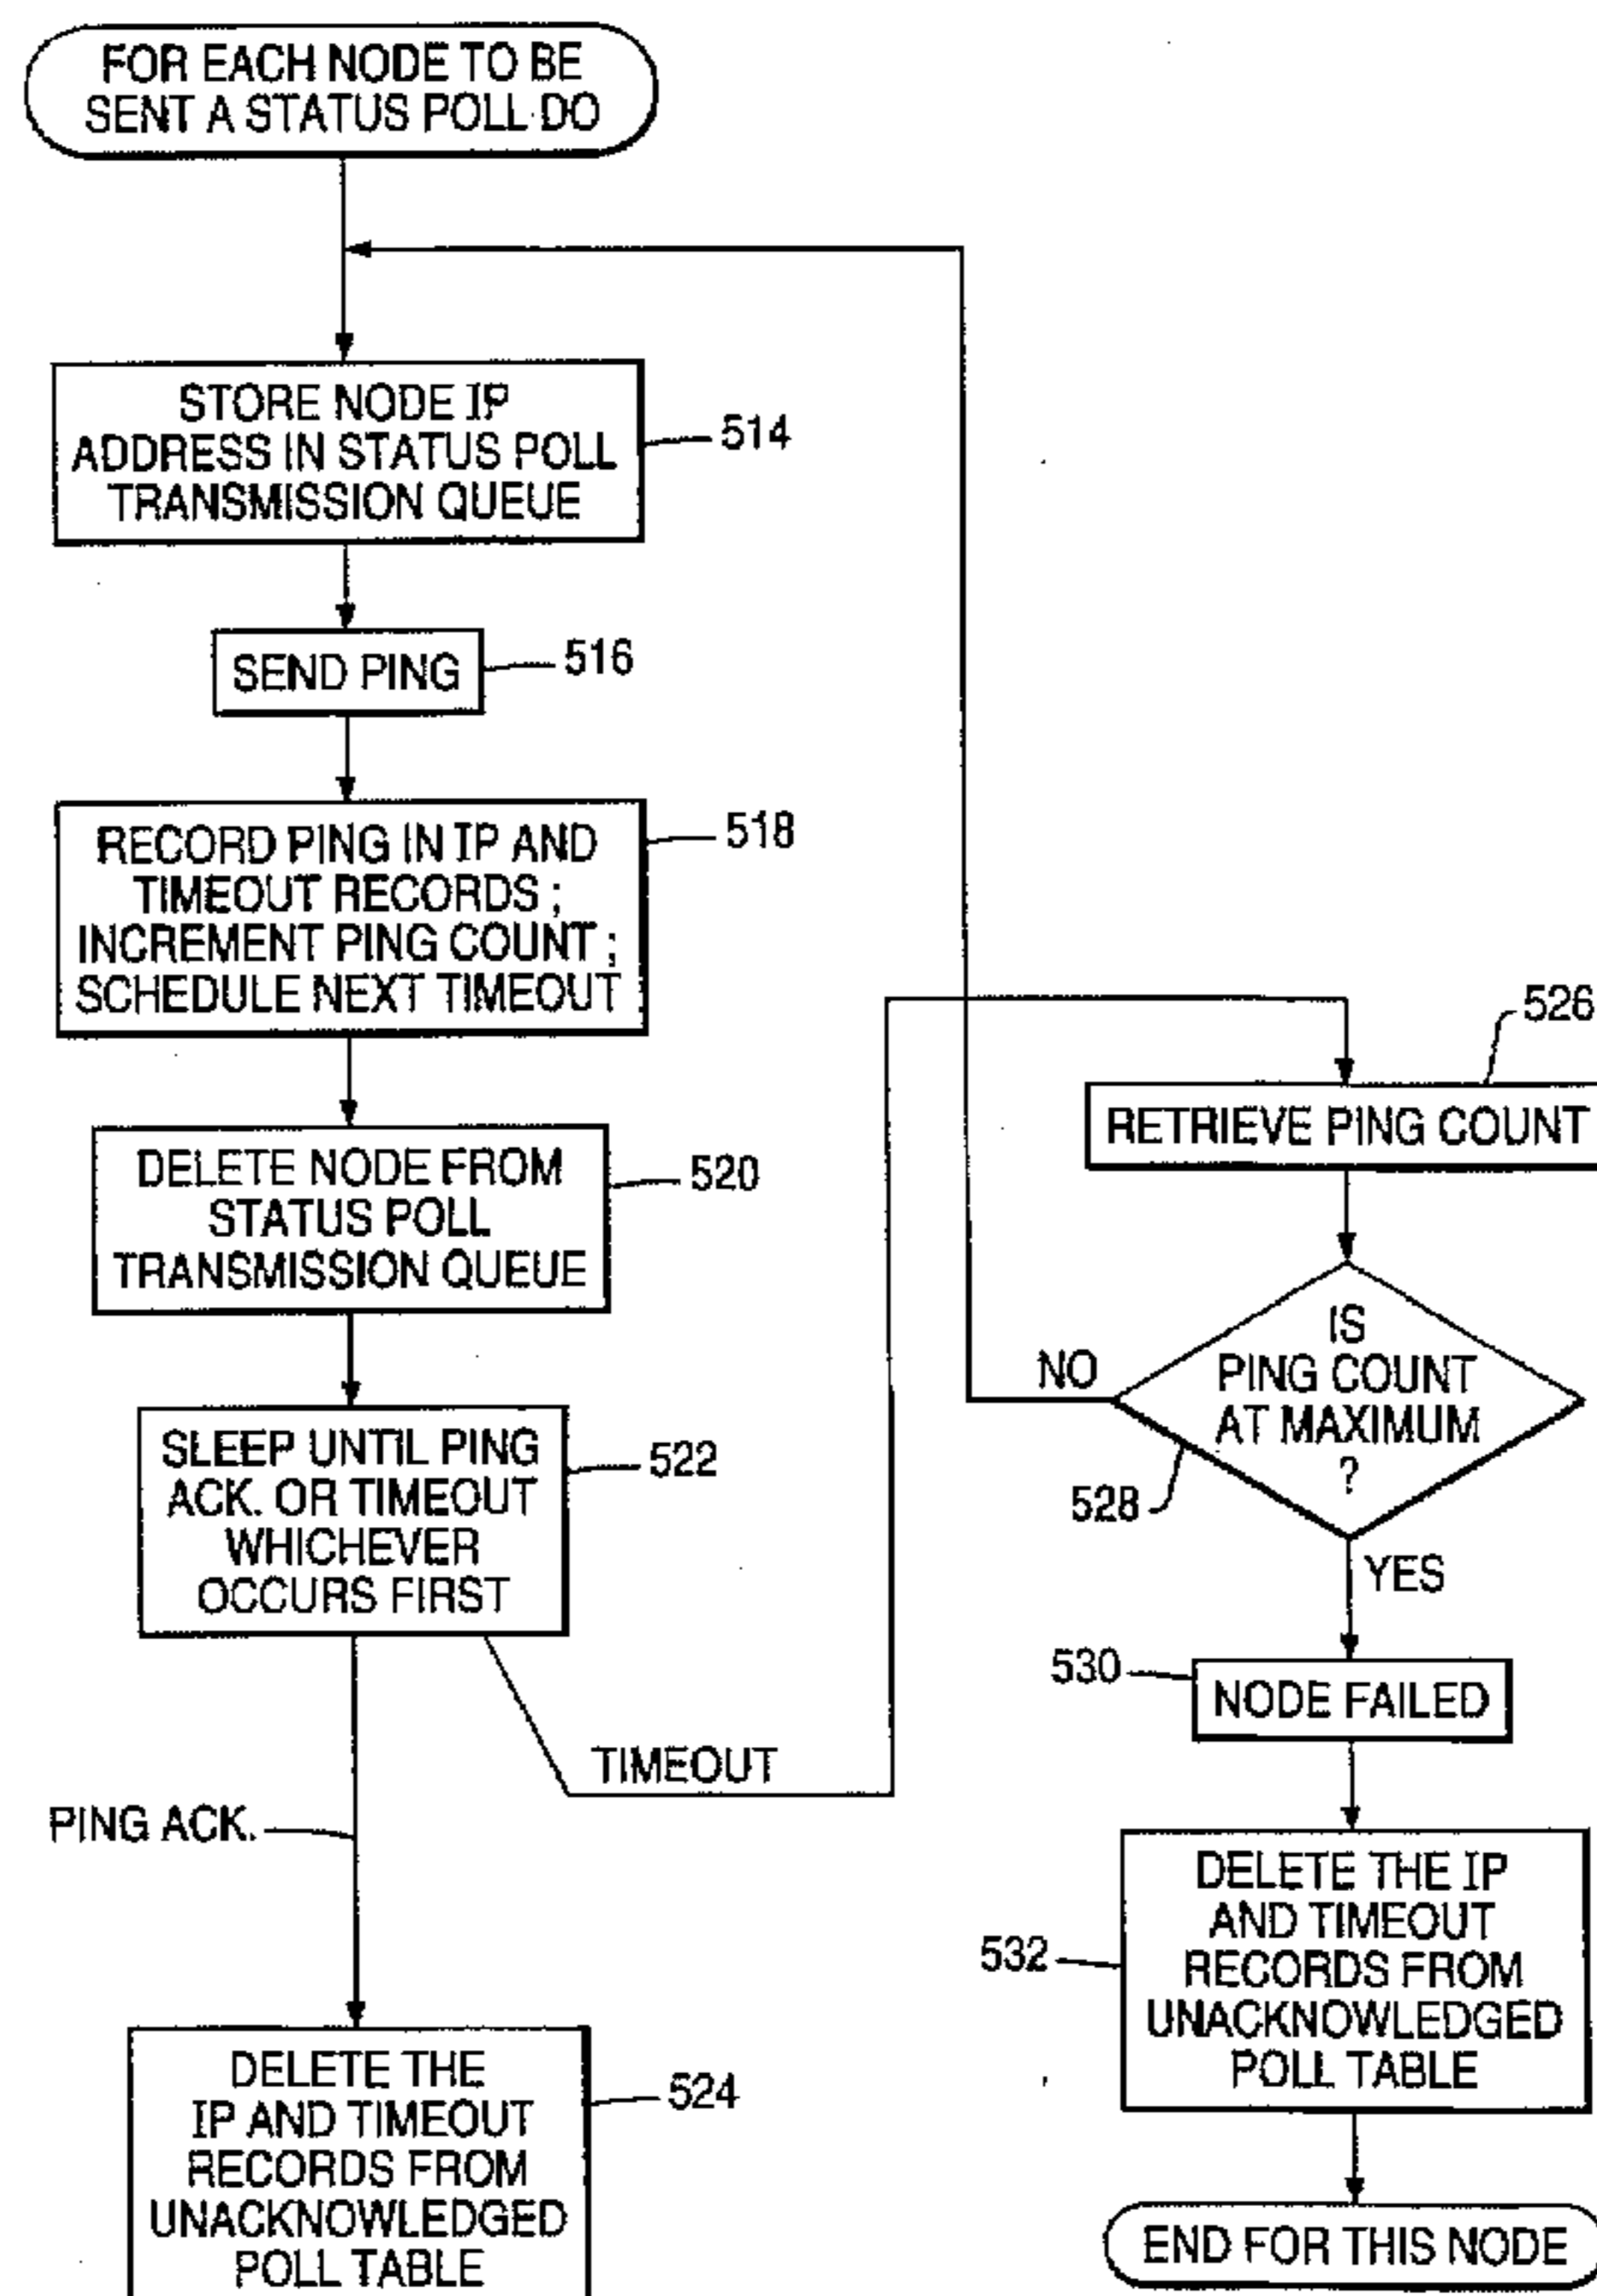 FOR EACH NODE TO BE
SENT A STATUS POLL DO
STORE NODE IP
ADDRESS IN STATUS POLL
TRANSMISSION QUEUE
514
SEND PING
516
RECORD PING IN IP AND
TIMEOUT RECORDS ;
INCREMENT PING COUNT ;
SCHEDULE NEXT TIMEOUT
518
DELETE NODE FROM
STATUS POLL
TRANSMISSION QUEUE
520
SLEEP UNTIL PING
ACK. OR TIMEOUT
WHICHEVER
OCCURS FIRST
522
TIMEOUT
PING ACK.
DELETE THE
IP AND TIMEOUT
RECORDS FROM
UNACKNOWLEDGED
POLL TABLE
524
526
RETRIEVE PING COUNT
IS
PING COUNT
AT MAXIMUM
?
NO
528
YES
530
NODE FAILED
DELETE THE IP
AND TIMEOUT
RECORDS FROM
UNACKNOWLEDGED
POLL TABLE
532
END FOR THIS NODE